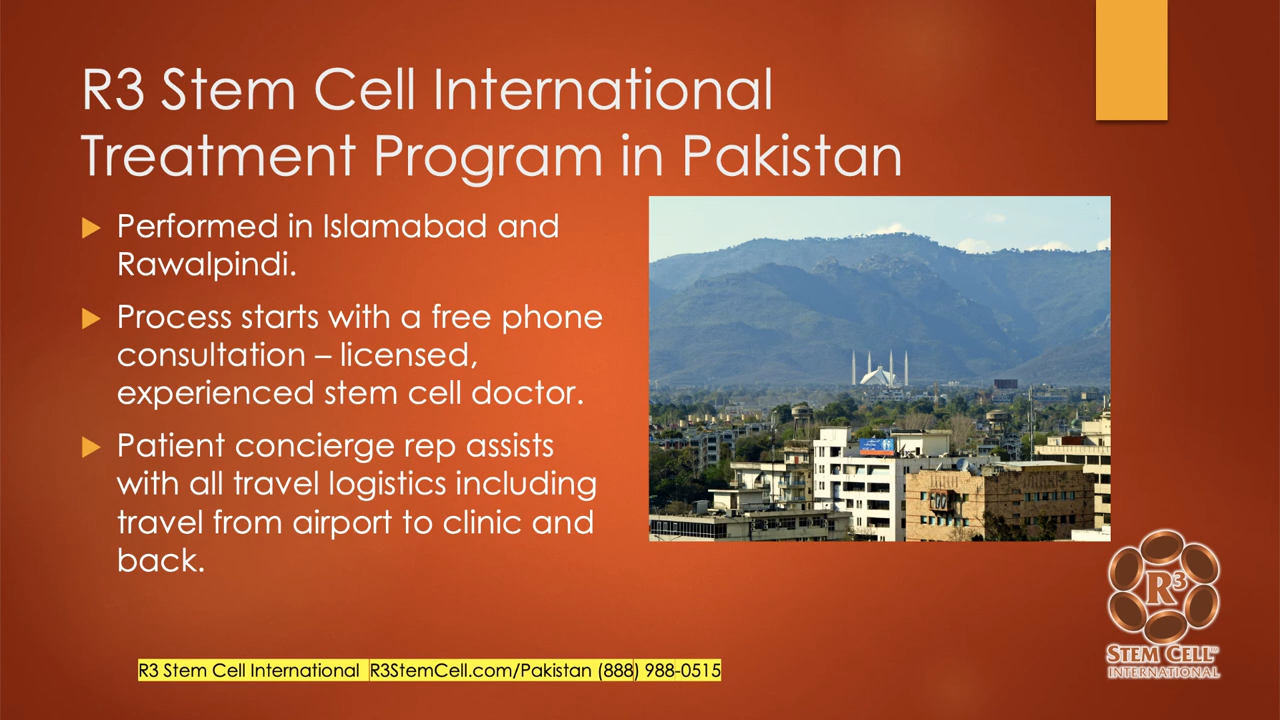 R3 Stem Cell International
Treatment Program in Pakistan
Performed in Islamabad and
Rawalpindi.
Process starts with a free phone
consultation – licensed,
experienced stem cell doctor.
Patient concierge rep assists
with all travel logistics including
travel from airport to clinic and
back.
R3
STEM CELL
INTERNATIONAL
R3 Stem Cell International R3StemCell.com/Pakistan (888) 988-0515